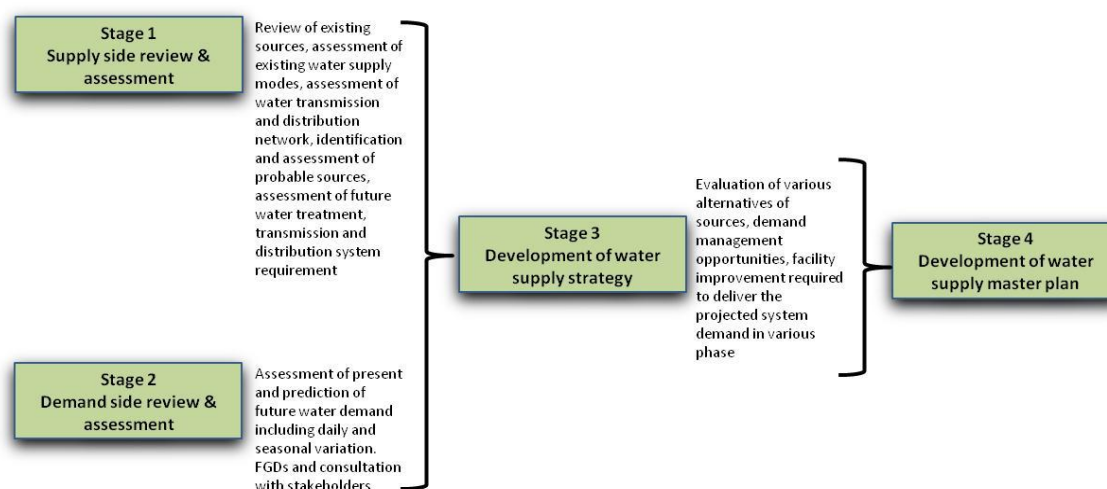 Stage 1
Supply side review &
assessment
Review of existing
sources, assessment of
existing water supply
modes, assessment of
water transmission
and distribution
network, identification
and assessment of
probable sources,
assessment of future
water treatment,
transmission and
distribution system
requirement
Stage 2
Demand side review &
assessment
Assessment of present
and prediction of
future water demand
including daily and
seasonal variation.
FGDs and consultation
with stakeholders
Stage 3
Development of water
supply strategy
Evaluation of various
alternatives of
sources, demand
management
opportunities, facility
improvement required
to deliver the
projected system
demand in various
phase
Stage 4
Development of water
supply master plan